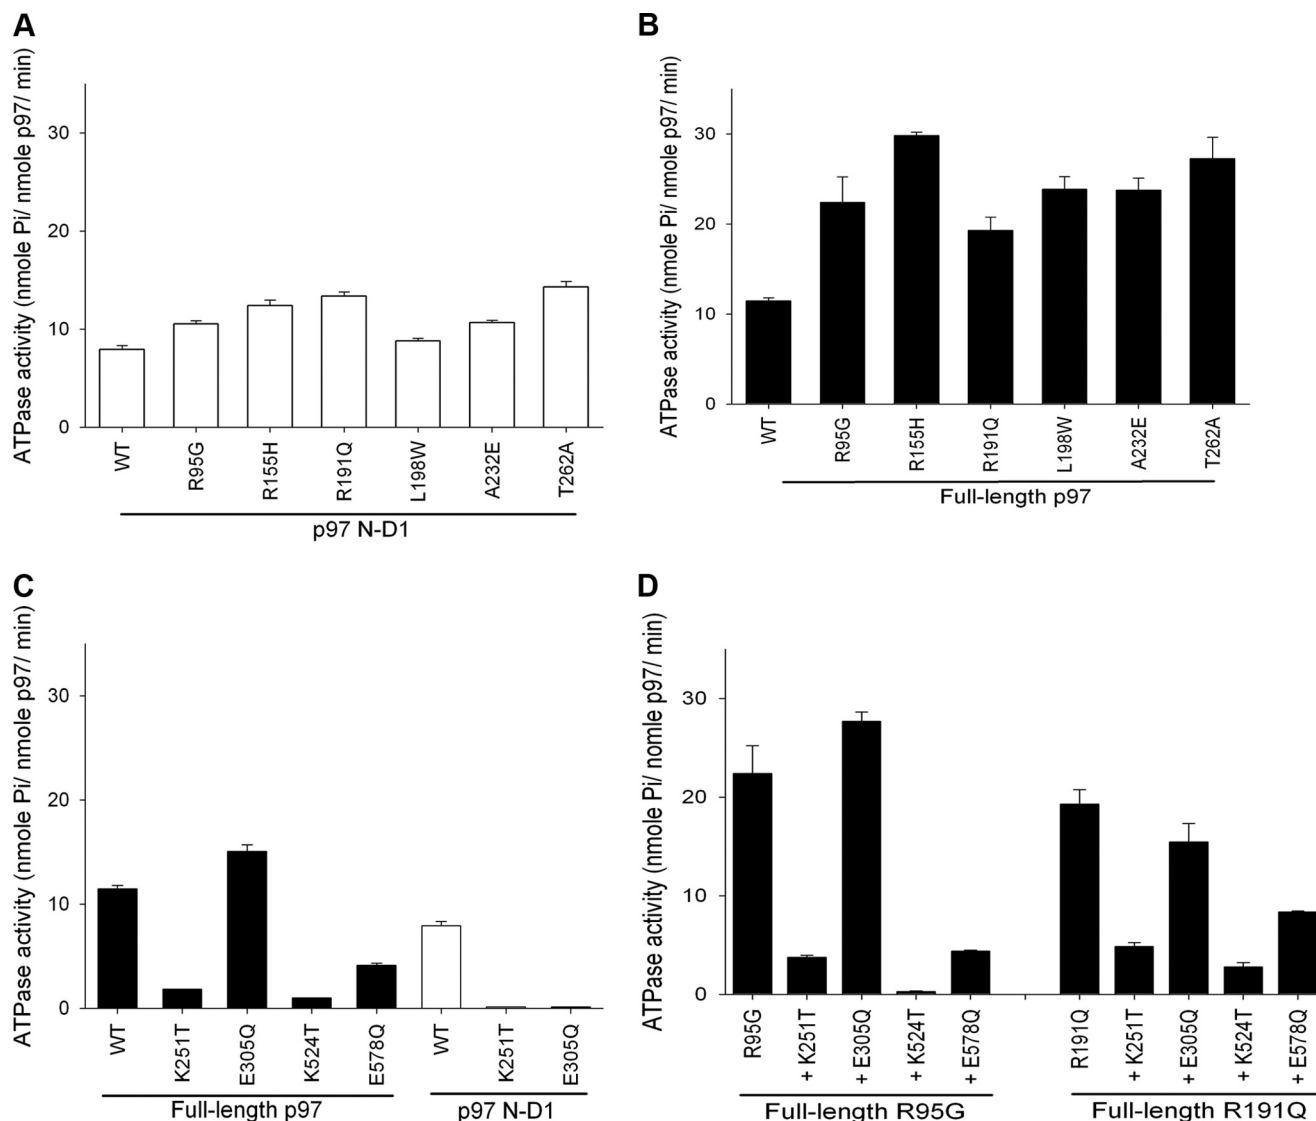 A
ATPase activity (nmole Pi/ nmole p97/ min)
30
20
10
0
WT
R95G
R155H
R191Q
L198W
A232E
T262A
p97 N-D1
B
ATPase activity (nmole Pi/ nmole p97/ min)
30
20
10
0
WT
R95G
R155H
R191Q
L198W
A232E
T262A
Full-length p97
C
ATPase activity (nmole Pi/ nmole p97/ min)
30
20
10
0
WT
K251T
E305Q
K524T
E578Q
WT
K251T
E305Q
Full-length p97
p97 N-D1
D
ATPase activity (nmole Pi/ nomle p97/ min)
30
20
10
0
R95G
+ K251T
+ E305Q
+ K524T
+ E578Q
R191Q
+ K251T
+ E305Q
+ K524T
+ E578Q
Full-length R95G
Full-length R191Q